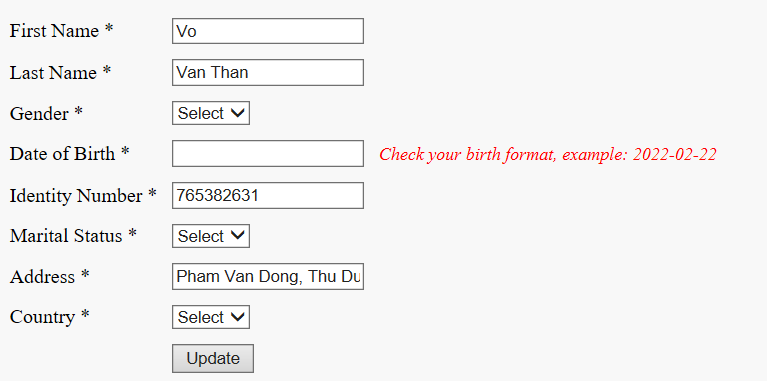 First Name * Vo
Last Name * Van Than
Gender * Select
Date of Birth * Check your birth format, example: 2022-02-22
Identity Number * 765382631
Marital Status * Select
Address * Pham Van Dong, Thu Du
Country * Select
Update